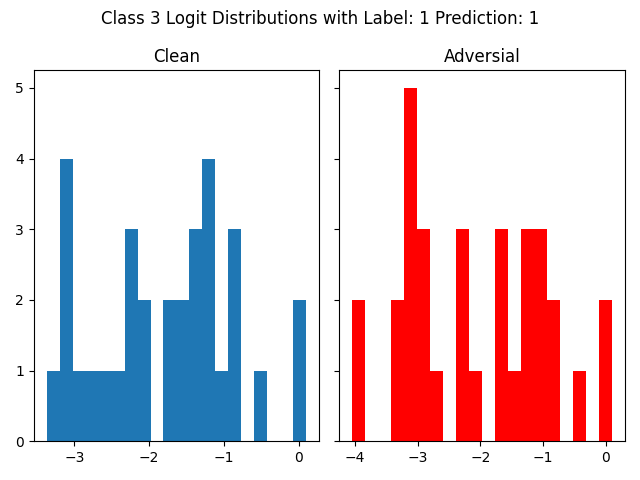 Class 3 Logit Distributions with Label: 1 Prediction: 1
Clean
Adversial
5
4
3
2
1
0
−3 −2 −1 0
−4 −3 −2 −1 0